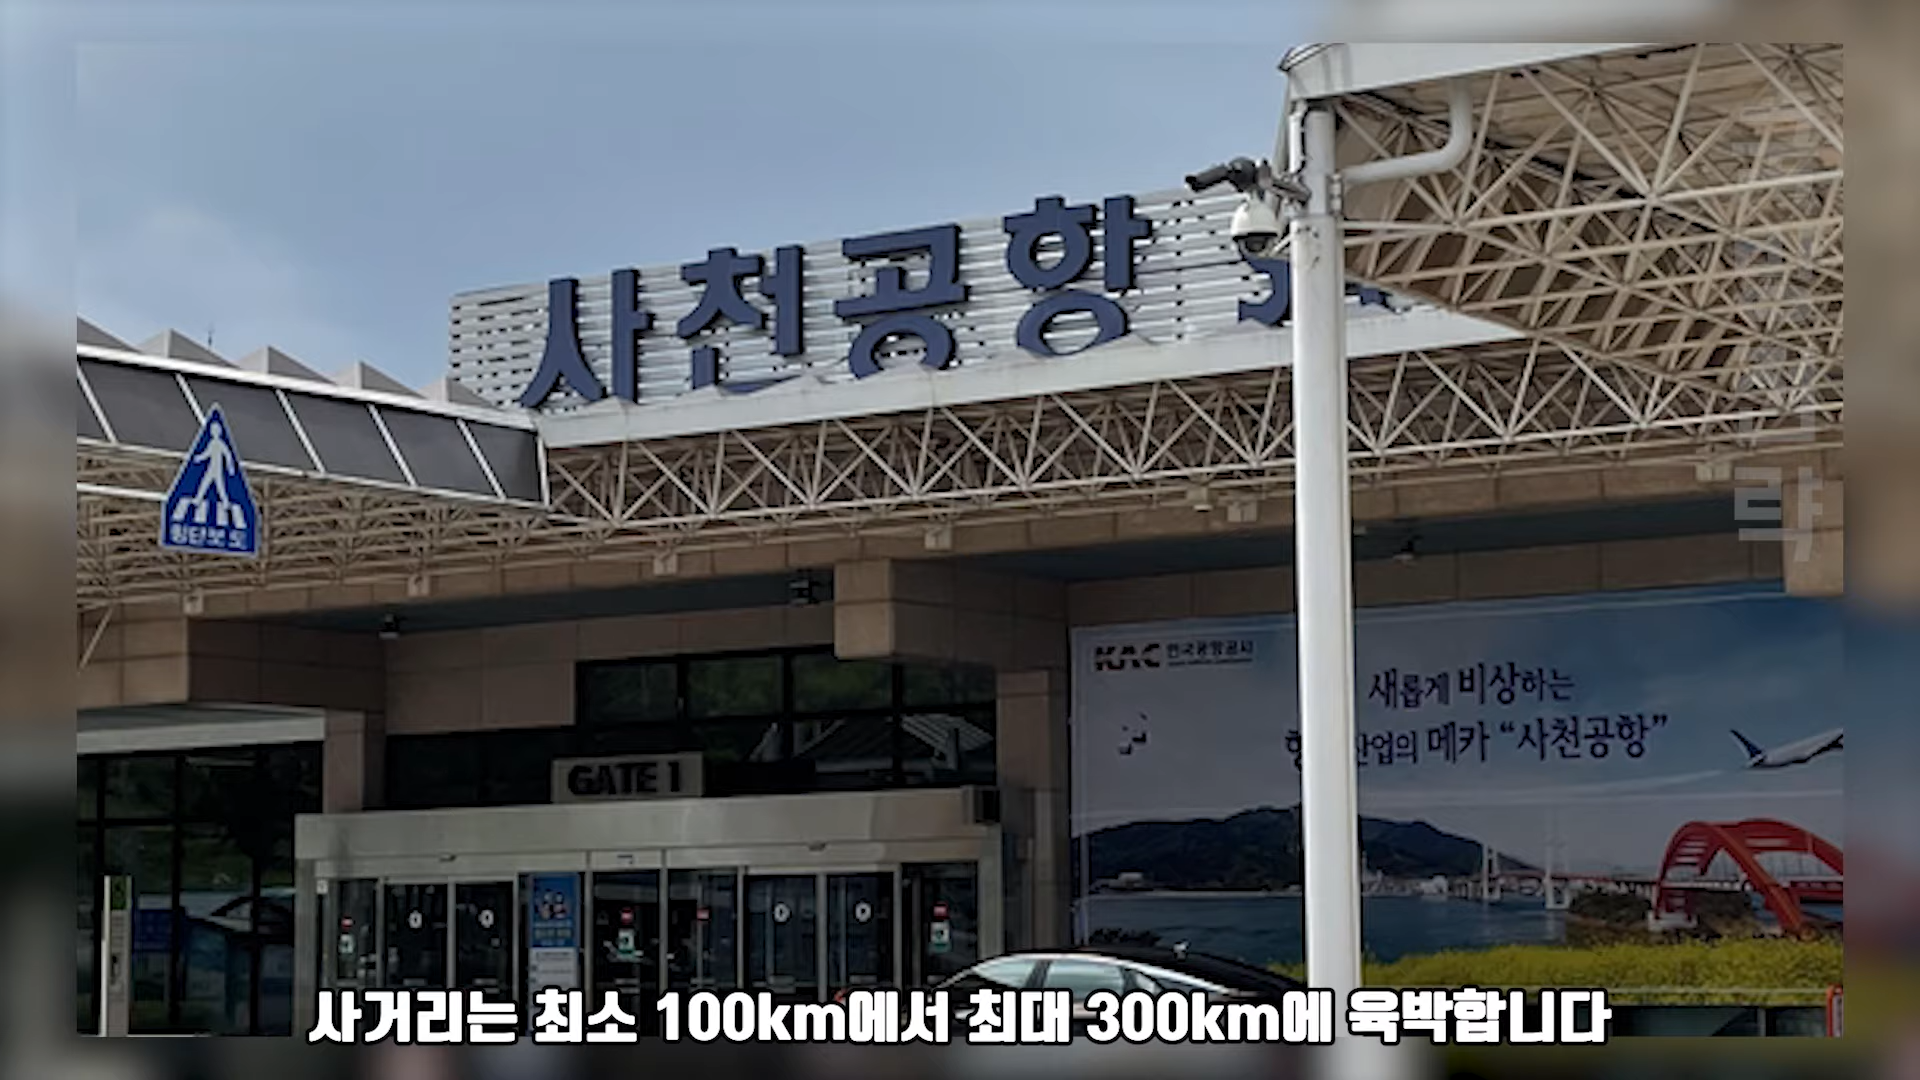 사천공항
횡단보도
GATE 1
KAC 한국공항공사
새롭게 비상하는
산업의 메카 “사천공항”
략
사거리는 최소 100km에서 최대 300km에 육박합니다